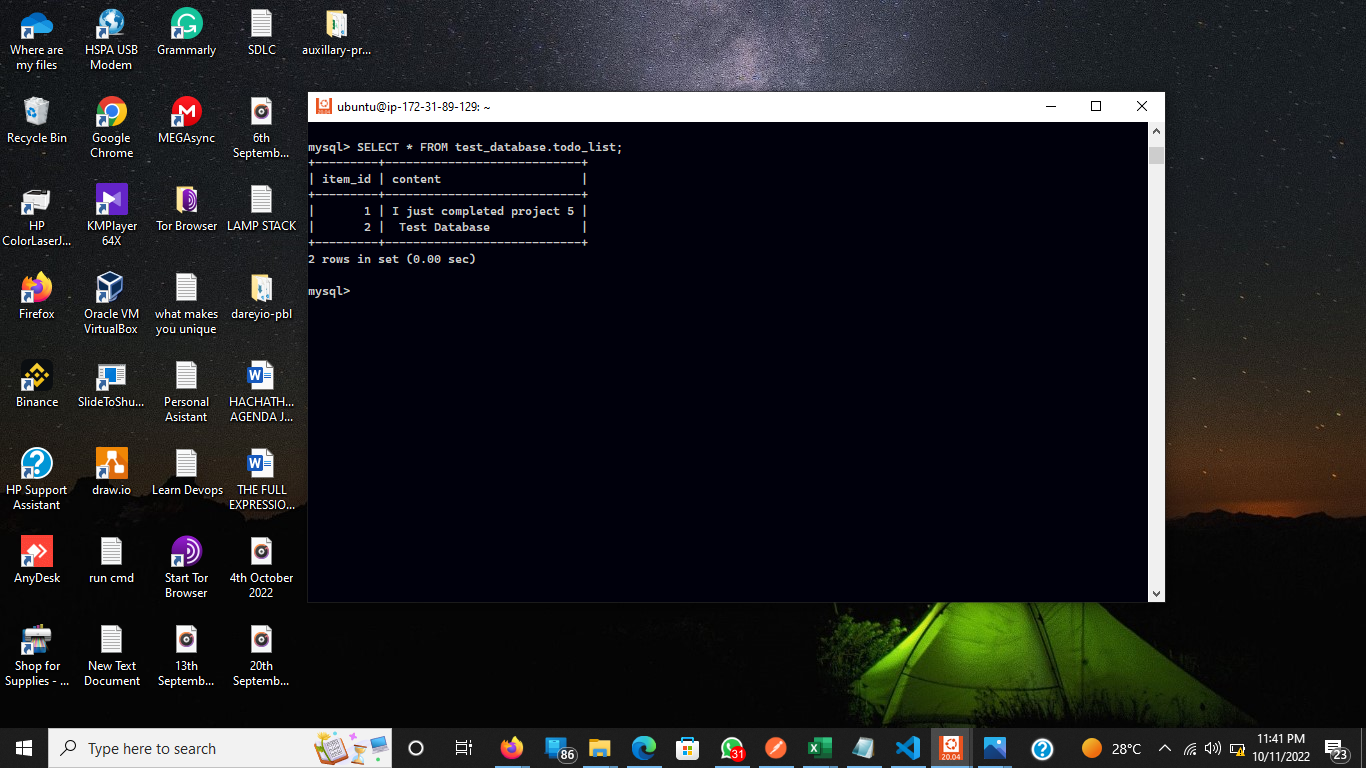 Where are
my files
HSPA USB
Modem
Grammarly
SDLC
auxillary-pr...
Recycle Bin
Google
Chrome
MEGAsync
6th
Septemb...
HP
ColorLaserJ...
KMPlayer
64X
Tor Browser
LAMP STACK
Firefox
Oracle VM
VirtualBox
what makes
you unique
dareyio-pbl
Binance
SlideToShu...
Personal
Asistant
HACHATH...
AGENDA J...
HP Support
Assistant
draw.io
Learn Devops
THE FULL
EXPRESSIO...
AnyDesk
run cmd
Start Tor
Browser
4th October
2022
Shop for
Supplies - ...
New Text
Document
13th
Septemb...
20th
Septemb...
ubuntu@ip-172-31-89-129: ~
mysql> SELECT * FROM test_database.todo_list;
+---------+----------------------------+
| item_id | content                    |
+---------+----------------------------+
|       1 | I just completed project 5 |
|       2 |  Test Database             |
+---------+----------------------------+
2 rows in set (0.00 sec)
mysql>
Type here to search
86
31
20.04
28°C
11:41 PM
10/11/2022
23